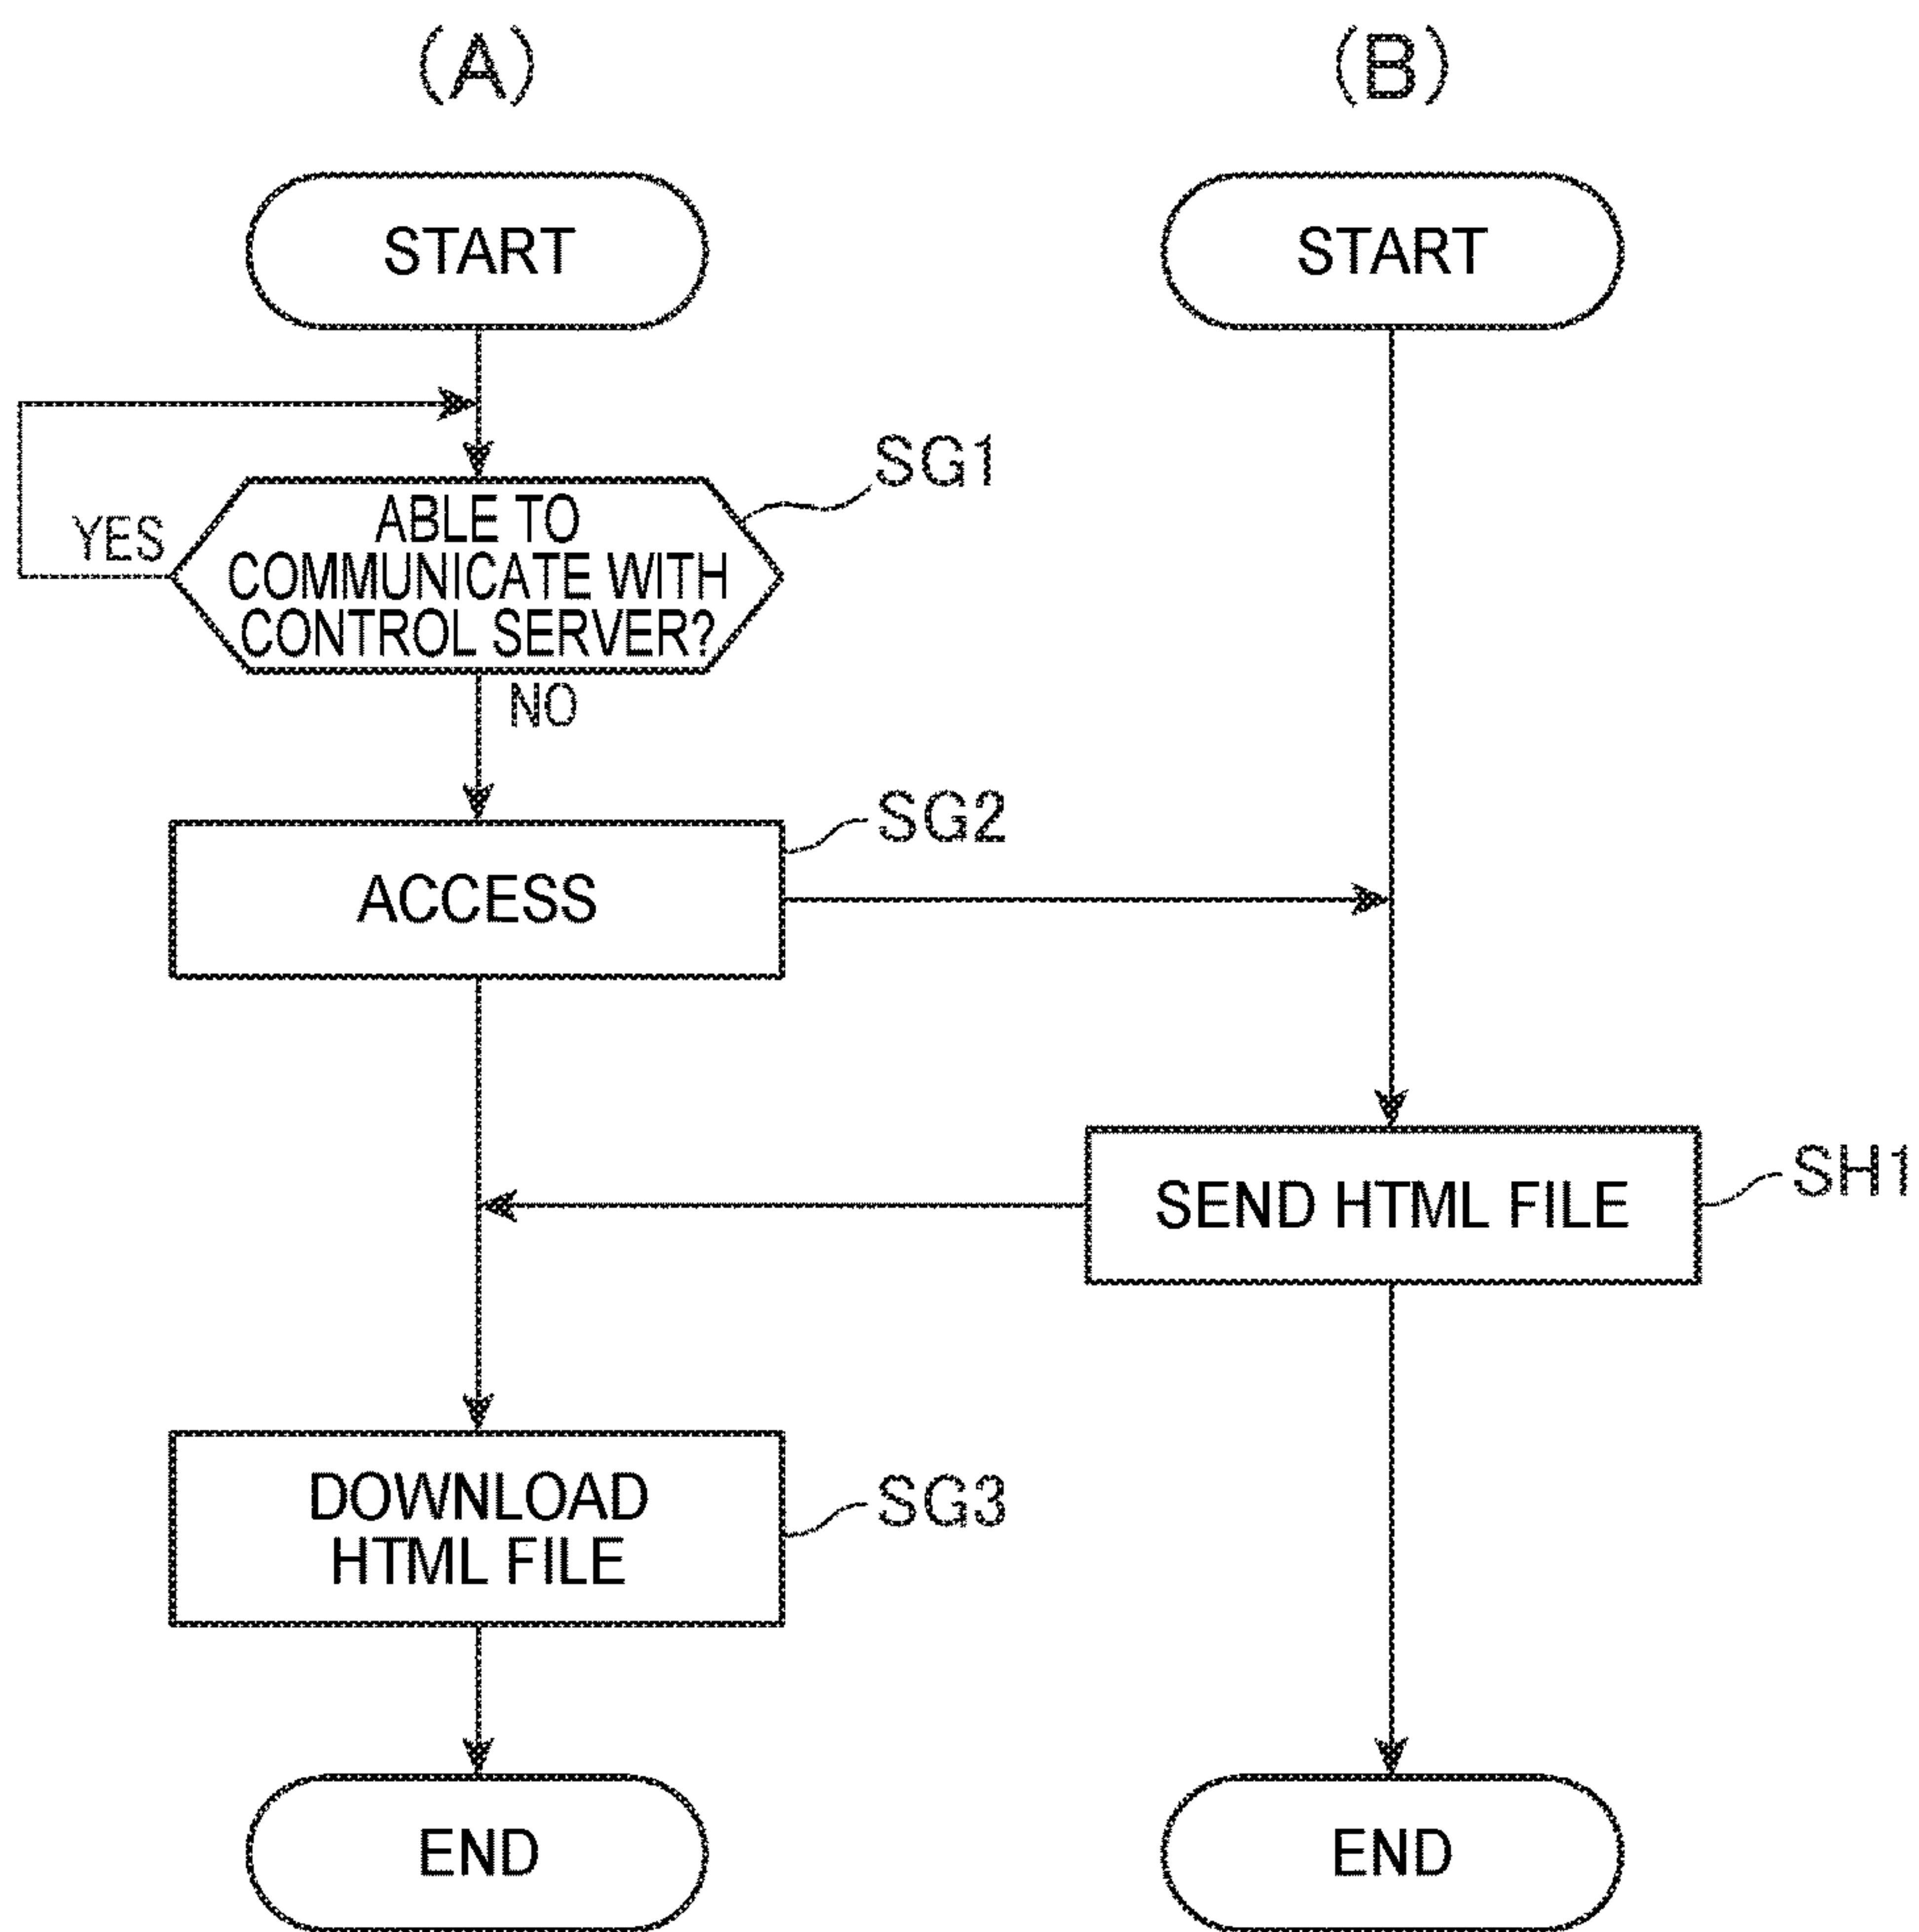 (A)
(B)
START
START
SG1
ABLE TO
COMMUNICATE WITH
CONTROL SERVER?
YES
NO
SG2
ACCESS
SEND HTML FILE
SH1
DOWNLOAD
HTML FILE
SG3
END
END